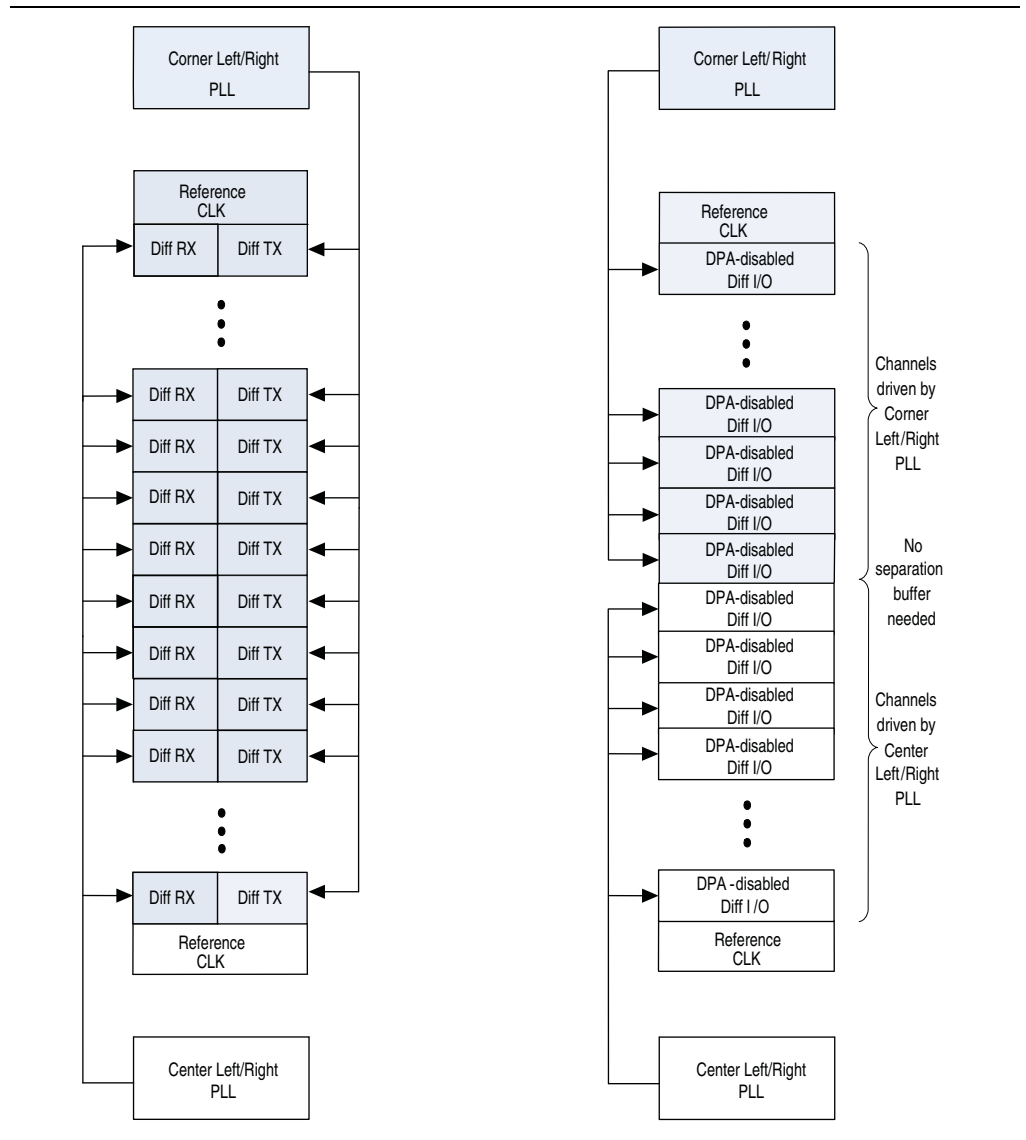 Corner Left/Right
PLL
Reference
CLK
Diff RX
Diff TX
Diff RX
Diff TX
Diff RX
Diff TX
Diff RX
Diff TX
Diff RX
Diff TX
Diff RX
Diff TX
Diff RX
Diff TX
Diff RX
Diff TX
Diff RX
Diff TX
Diff RX
Diff TX
Reference
CLK
Center Left/Right
PLL
Corner Left/Right
PLL
Reference
CLK
DPA-disabled
Diff I/O
DPA-disabled
Diff I/O
DPA-disabled
Diff I/O
DPA-disabled
Diff I/O
DPA-disabled
Diff I/O
DPA-disabled
Diff I/O
DPA-disabled
Diff I/O
DPA-disabled
Diff I/O
DPA-disabled
Diff I/O
DPA-disabled
Diff I/O
Reference
CLK
Center Left/Right
PLL
Channels
driven by
Corner
Left/Right
PLL
No
separation
buffer
needed
Channels
driven by
Center
Left/Right
PLL